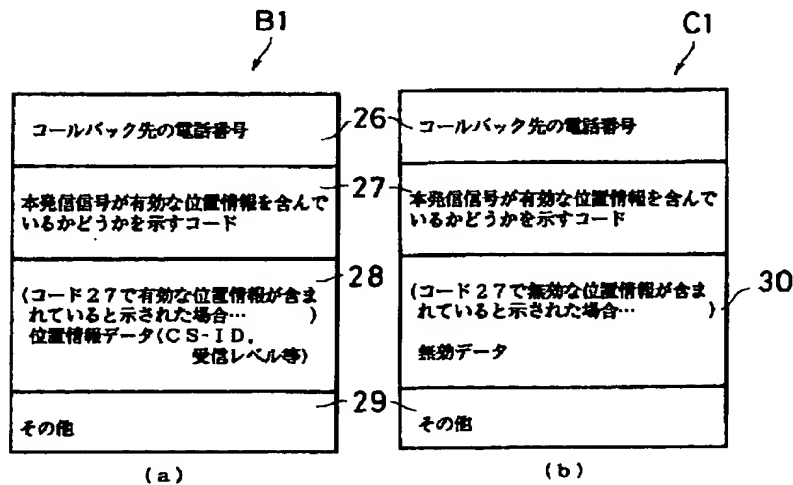 B1
C1
コールバック先の電話番号
26
コールバック先の電話番号
本発信信号が有効な位置情報を含んで
いるかどうかを示すコード
27
本発信信号が有効な位置情報を含んで
いるかどうかを示すコード
(コード27で有効な位置情報が含ま
れていると示された場合… )
位置情報データ(CS-ID,
受信レベル等)
28
(コード27で無効な位置情報が含ま
れていると示された場合… )
無効データ
30
その他
29
その他
(a)
(b)